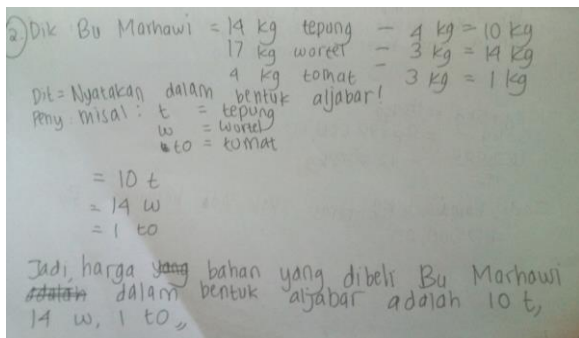 2. Dik Bu Marhawi = 14 kg tepung - 4 kg = 10 kg
17 kg wortel - 3 kg = 14 kg
4 kg tomat - 3 kg = 1 kg
Dit = Nyatakan dalam bentuk aljabar!
Peny: misal: t = tepung
w = wortel
to = tomat
= 10 t
= 14 w
= 1 to
Jadi, harga yang bahan yang dibeli Bu Marhawi
adalah dalam bentuk aljabar adalah 10 t,
14 w, 1 to,,